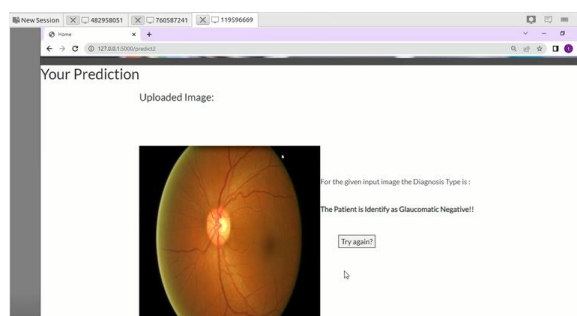 New Session 482958051 760587241 119596669
Home
127.0.0.1:5000/predict2
Your Prediction
Uploaded Image:
For the given input image the Diagnosis Type is :
The Patient is Identify as Glaucomatic Negative!!
Try again?